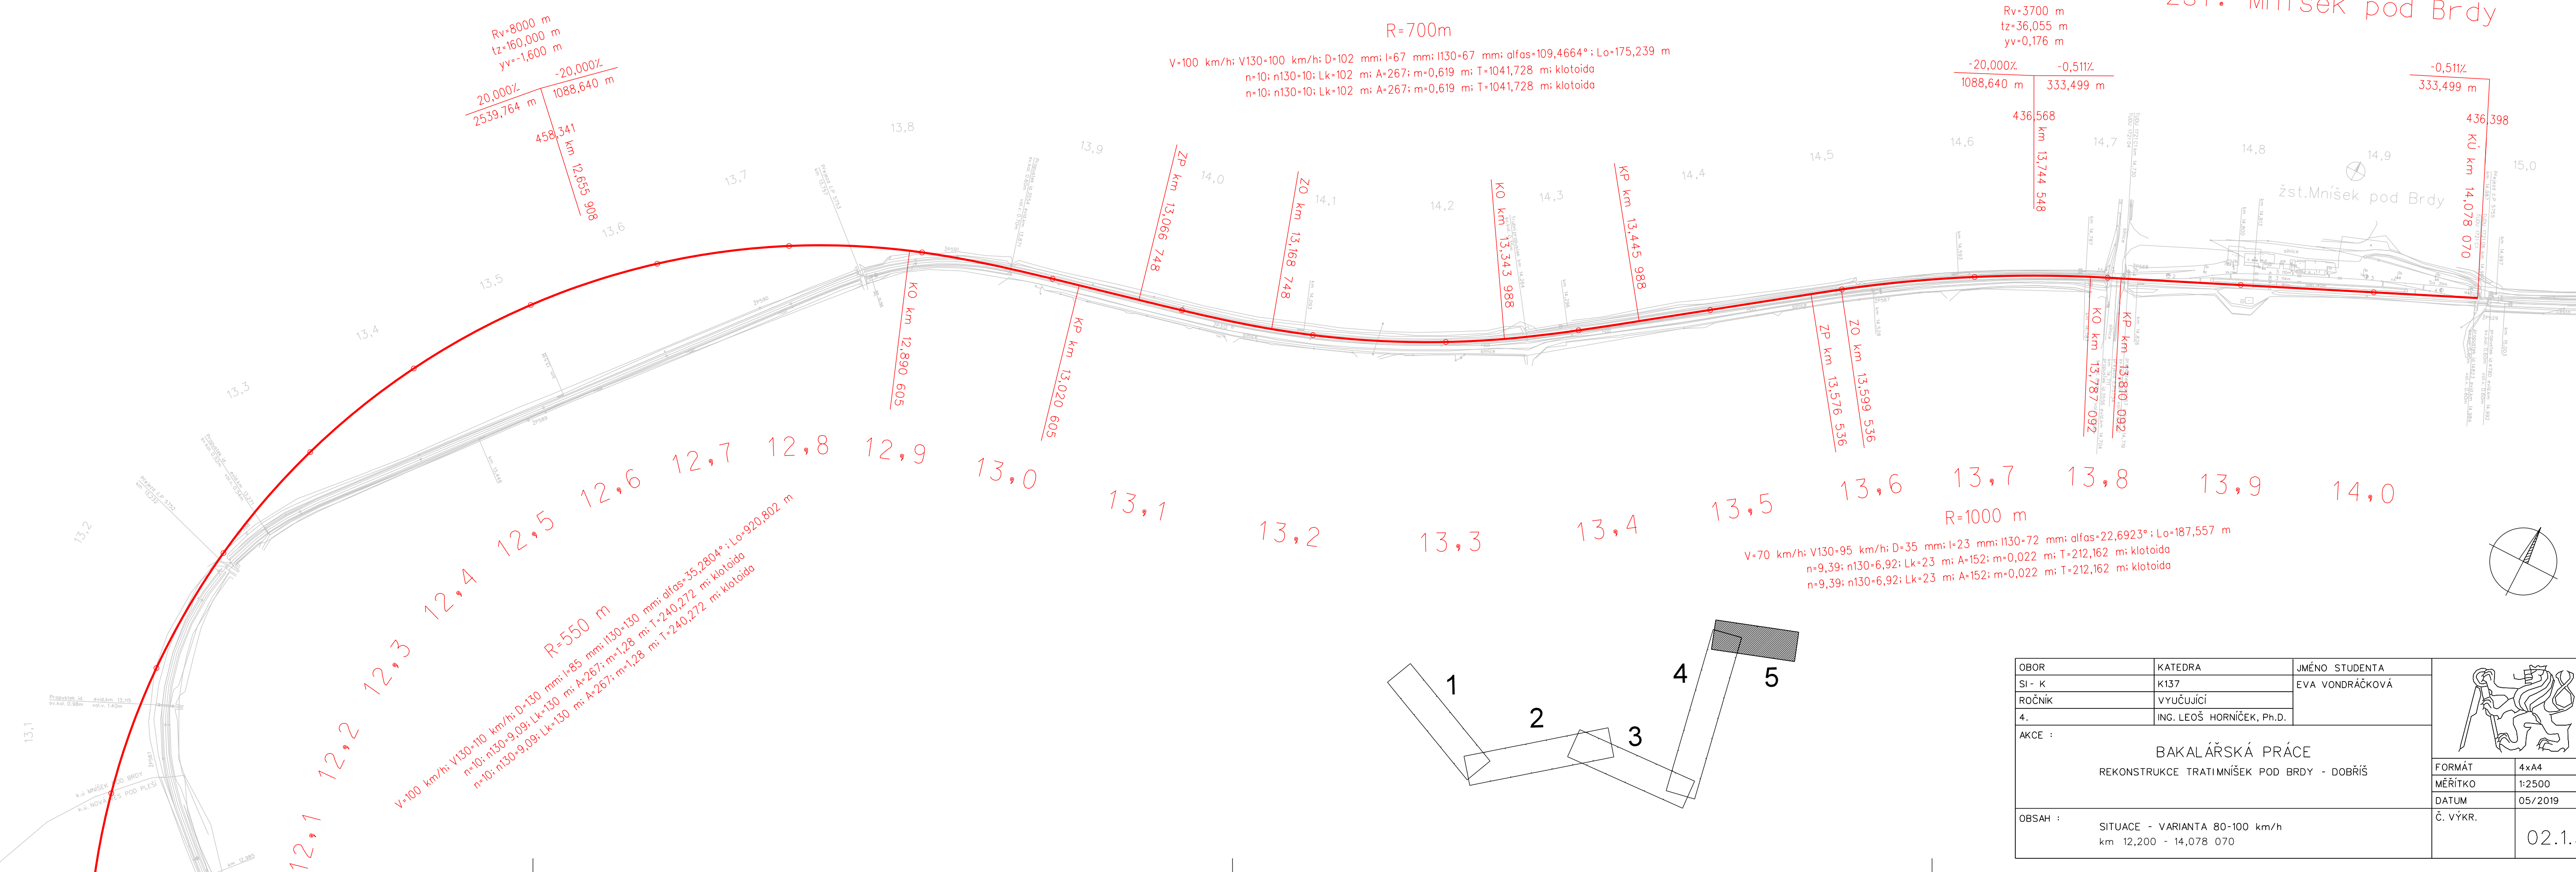 žst. Mníšek pod Brdy
Rv=8000 m
tz=160,000 m
yv=-1,600 m
20,000‰ -20,000‰
2539,764 m 1088,640 m
458,341
km 12,655 908
R=700m
V=100 km/h; V130=100 km/h; D=102 mm; I=67 mm; I130=67 mm; alfas=109,4664°; Lo=175,239 m
n=10; n130=10; Lk=102 m; A=267; m=0,619 m; T=1041,728 m; klotoida
n=10; n130=10; Lk=102 m; A=267; m=0,619 m; T=1041,728 m; klotoida
Rv=3700 m
tz=36,055 m
yv=0,176 m
-20,000‰ -0,511‰
1088,640 m 333,499 m
436,568
km 13,744 548
-0,511‰
333,499 m
436,398
KÚ km 14,078 070
13,1
13,2
13,3
13,4
13,5
13,6
13,7
13,8
13,9
14,0
14,1
14,2
14,3
14,4
14,5
14,6
14,7
14,8
14,9
15,0
žst.Mníšek pod Brdy
KO km 12,890 605
KP km 13,020 605
ZP km 13,066 748
ZO km 13,168 748
KO km 13,343 988
KP km 13,445 988
ZP km 13,576 536
ZO km 13,599 536
KO km 13,787 092
KP km 13,810 092
12,1
12,2
12,3
12,4
12,5
12,6
12,7
12,8
12,9
13,0
13,1
13,2
13,3
13,4
13,5
13,6
13,7
13,8
13,9
14,0
R=550 m
V=100 km/h; V130=110 km/h; D=130 mm; I=85 mm; I130=130 mm; alfas=35,2804°; Lo=920,802 m
n=10; n130=9,09; Lk=130 m; A=267; m=1,28 m; T=240,272 m; klotoida
n=10; n130=9,09; Lk=130 m; A=267; m=1,28 m; T=240,272 m; klotoida
R=1000 m
V=70 km/h; V130=95 km/h; D=35 mm; I=23 mm; I130=72 mm; alfas=22,6923°; Lo=187,557 m
n=9,39; n130=6,92; Lk=23 m; A=152; m=0,022 m; T=212,162 m; klotoida
n=9,39; n130=6,92; Lk=23 m; A=152; m=0,022 m; T=212,162 m; klotoida
k.ú. MNÍŠEK POD BRDY
k.ú. NOVÁ VES POD PLEŠÍ
1
2
3
4
5
OBOR KATEDRA JMÉNO STUDENTA
SI- K K137 EVA VONDRÁČKOVÁ
ROČNÍK VYUČUJÍCÍ
4. ING. LEOŠ HORNÍČEK, Ph.D.
AKCE :
BAKALÁŘSKÁ PRÁCE
REKONSTRUKCE TRATI MNÍŠEK POD BRDY - DOBŘÍŠ
FORMÁT 4xA4
MĚŘÍTKO 1:2500
DATUM 05/2019
OBSAH :
SITUACE - VARIANTA 80-100 km/h
km 12,200 - 14,078 070
Č. VÝKR.
02.1.